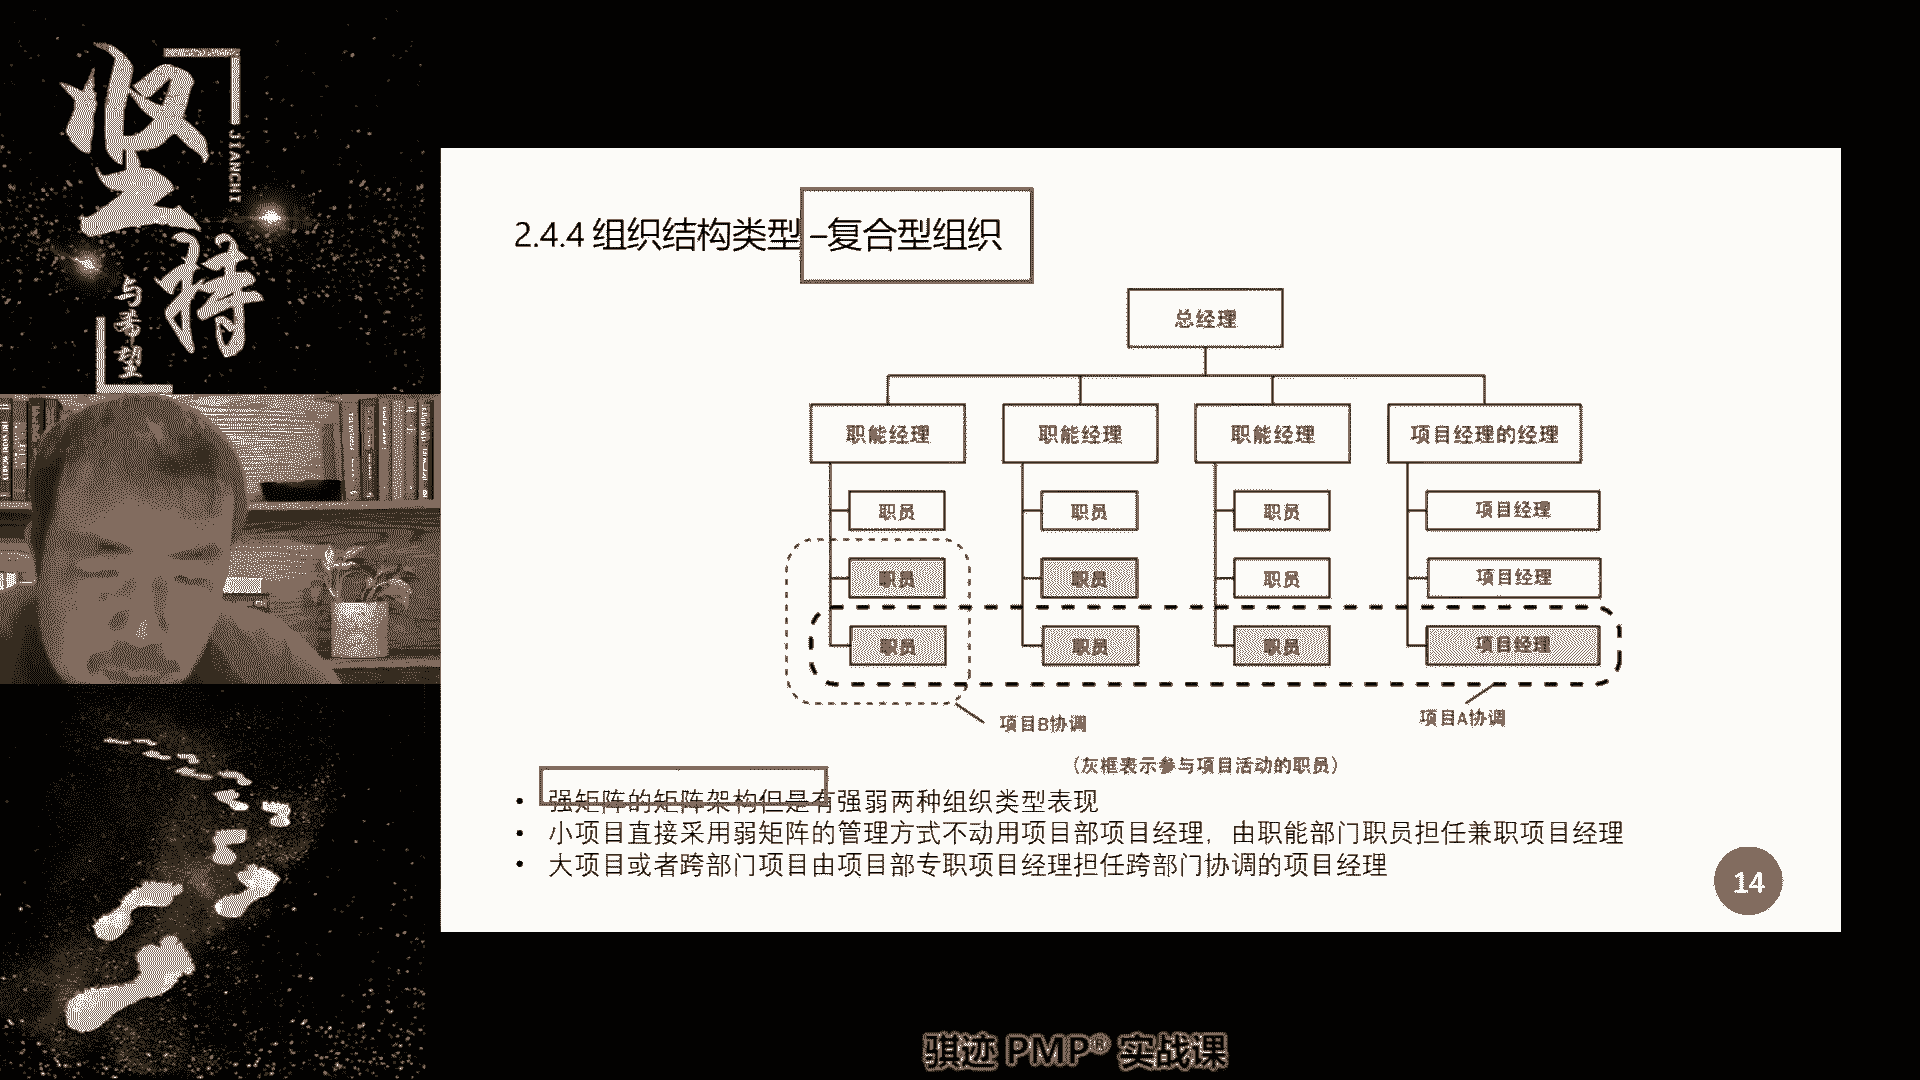 坚持
JIANCHI
与希望
2.4.4 组织结构类型 –复合型组织
总经理
职能经理 职能经理 职能经理 项目经理的经理
职员 职员 职员 项目经理
职员 职员 职员 项目经理
职员 职员 职员 项目经理
项目B协调 项目A协调
（灰框表示参与项目活动的职员）
• 强矩阵的矩阵架构但是有强弱两种组织类型表现
• 小项目直接采用弱矩阵的管理方式不动用项目部项目经理，由职能部门职员担任兼职项目经理
• 大项目或者跨部门项目由项目部专职项目经理担任跨部门协调的项目经理
14
骐迹 PMP® 实战课